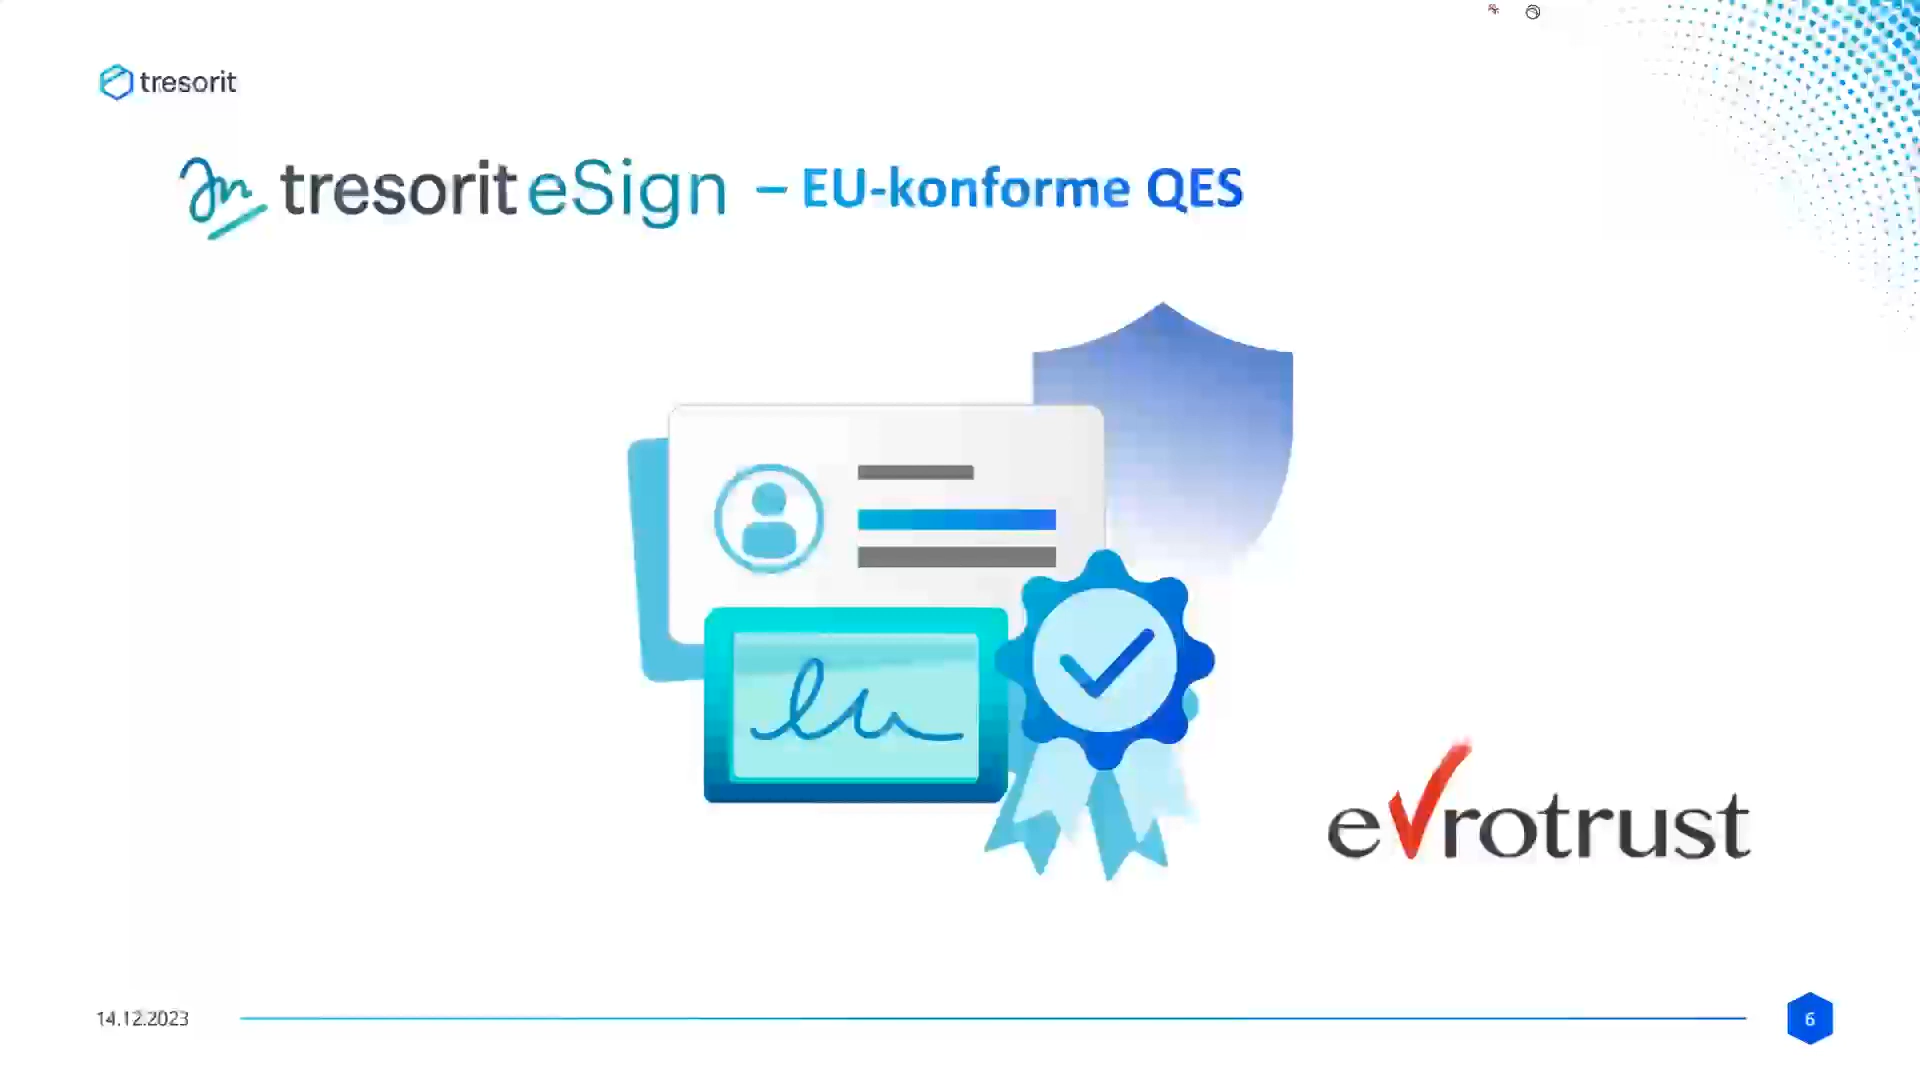 tresorit
tresorit eSign – EU-konforme QES
evrotrust
14.12.2023
6